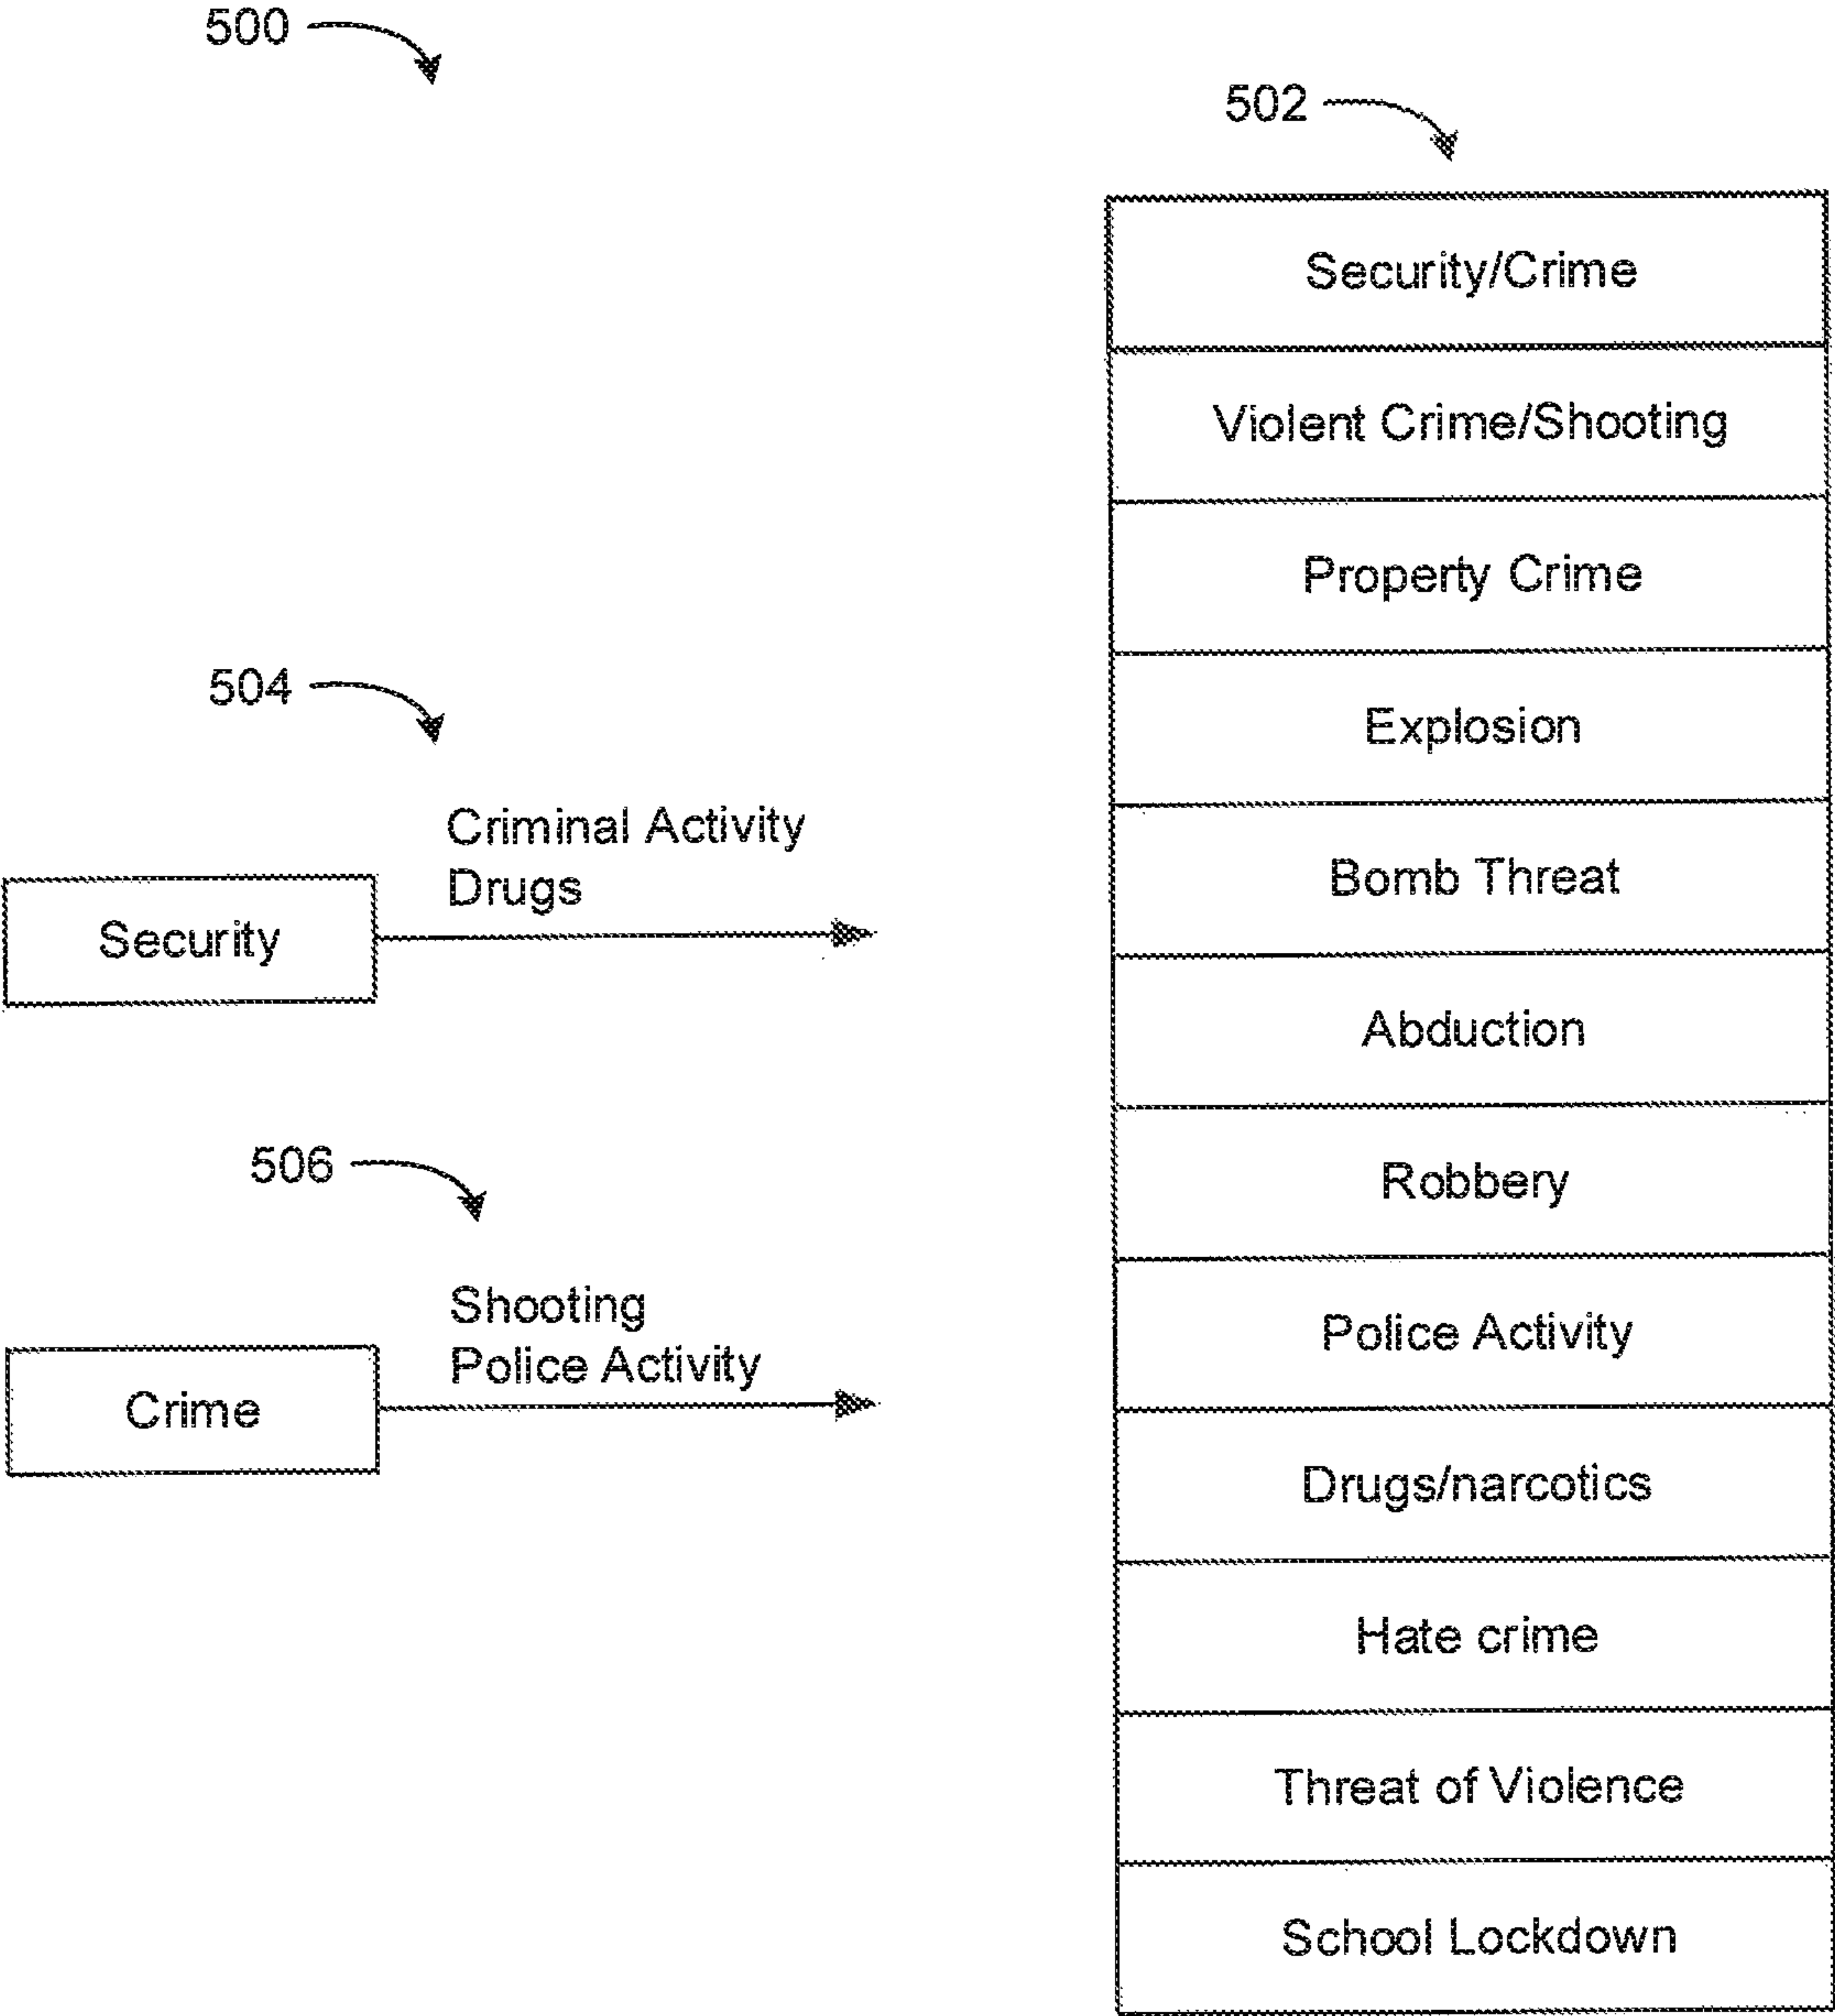 500
502
Security/Crime
Violent Crime/Shooting
Property Crime
Explosion
Bomb Threat
Abduction
Robbery
Police Activity
Drugs/narcotics
Hate crime
Threat of Violence
School Lockdown
504
Criminal Activity
Drugs
Security
506
Shooting
Police Activity
Crime